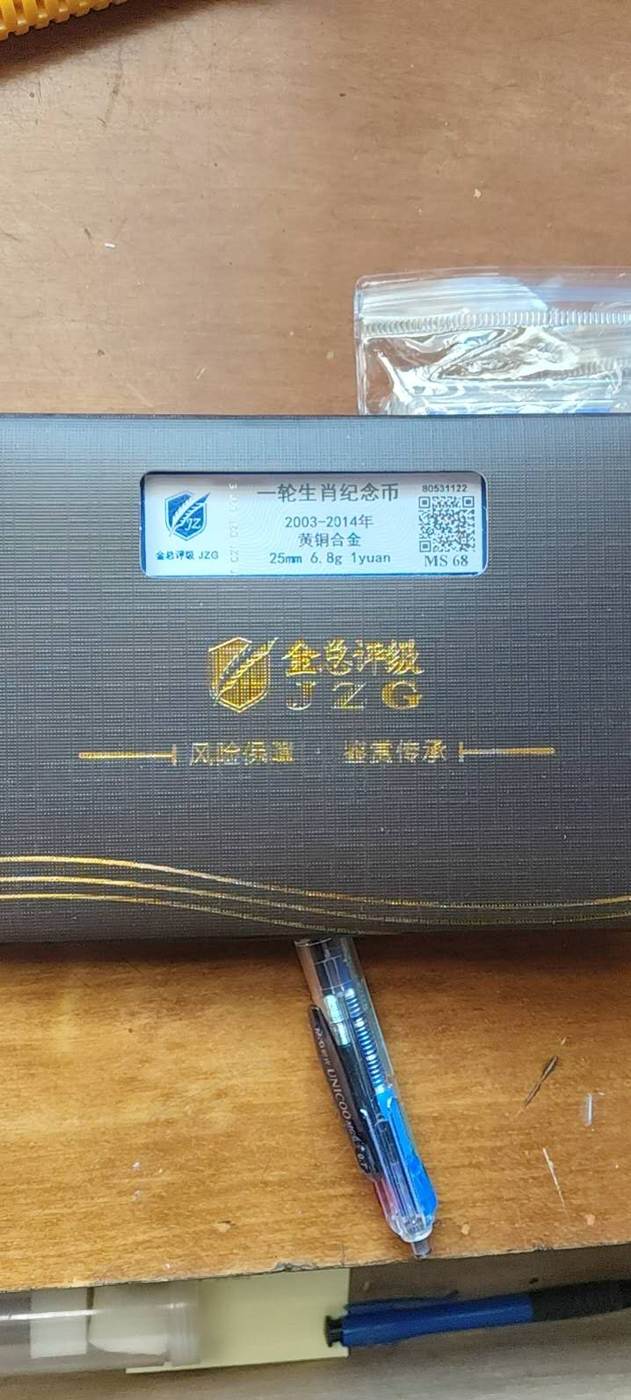 一轮生肖纪念币
80531122
2003-2014年
黄铜合金
25mm 6.8g 1yuan
金总评级 JZG
MS 68
JZ
金总评级
JZG
风险保障 · 鉴赏传承
UNICOO